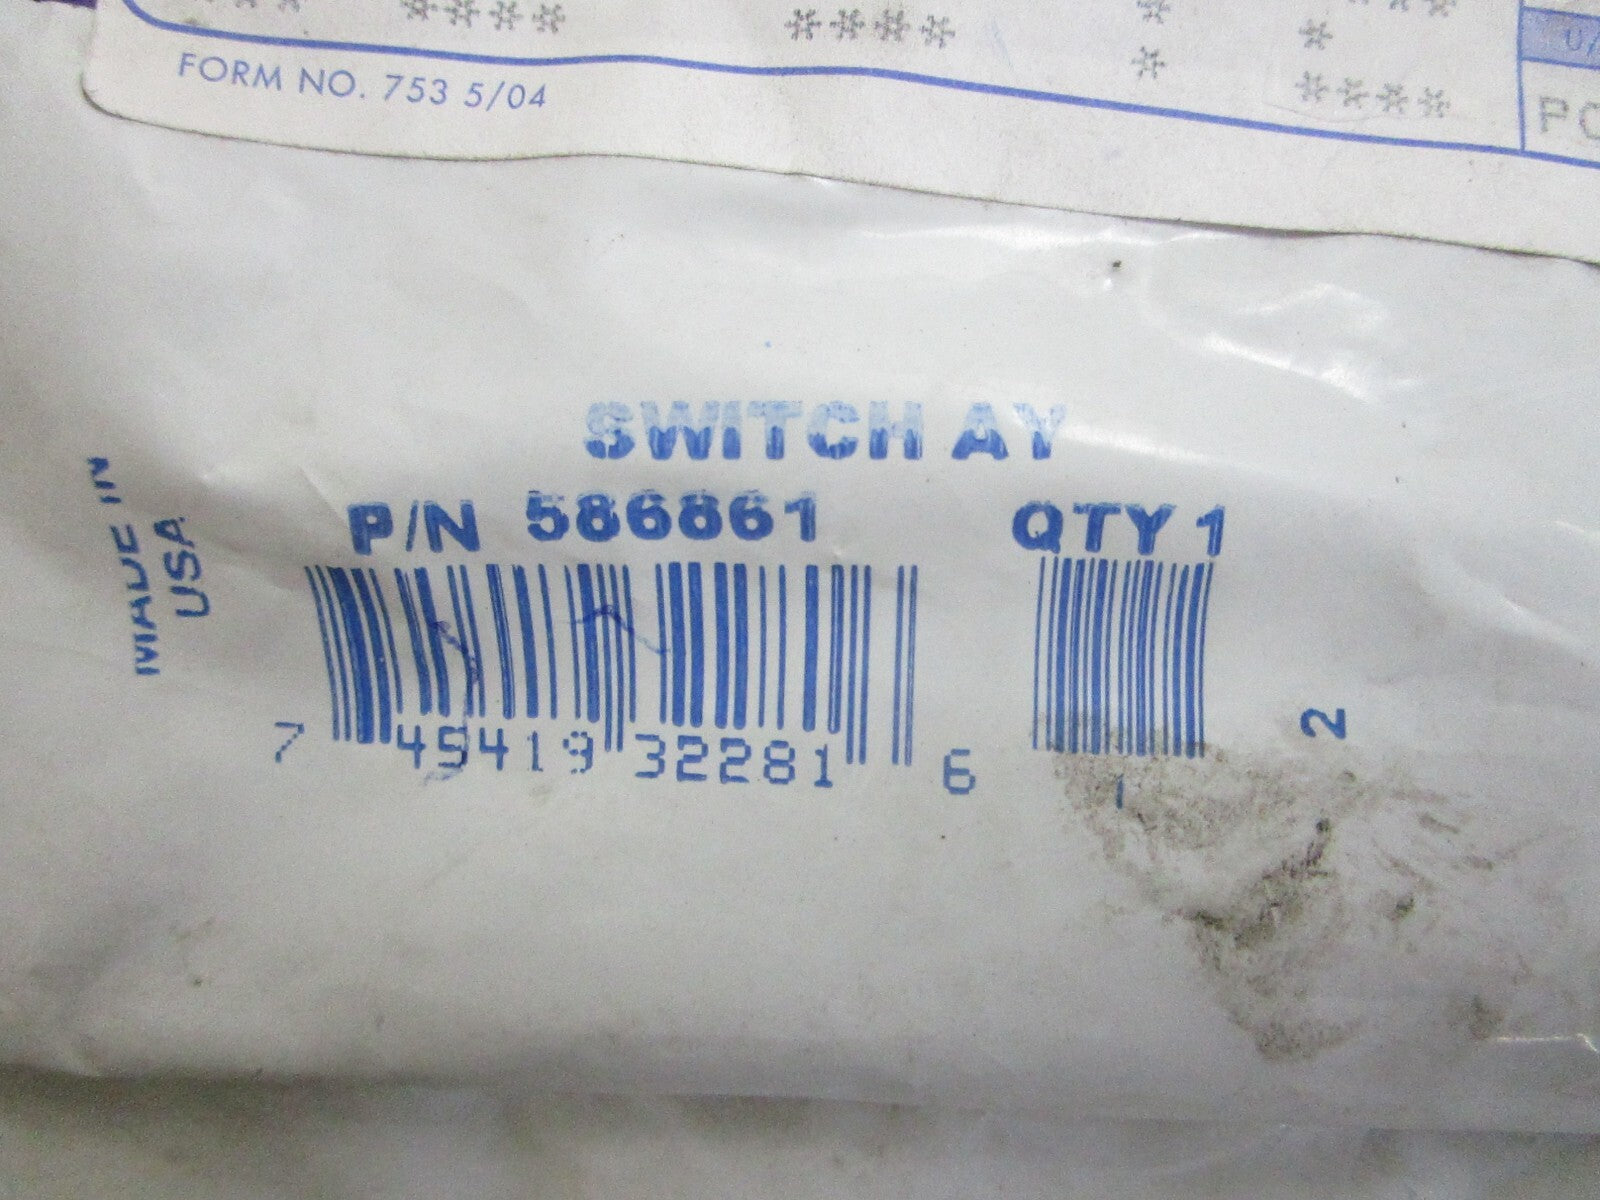 *** **** **** * ***
* *
****
U/
PC
FORM NO. 753 5/04
SWITCH AY
P/N 586861 QTY 1
MADE IN
USA
7 45419 32281 6
1
2